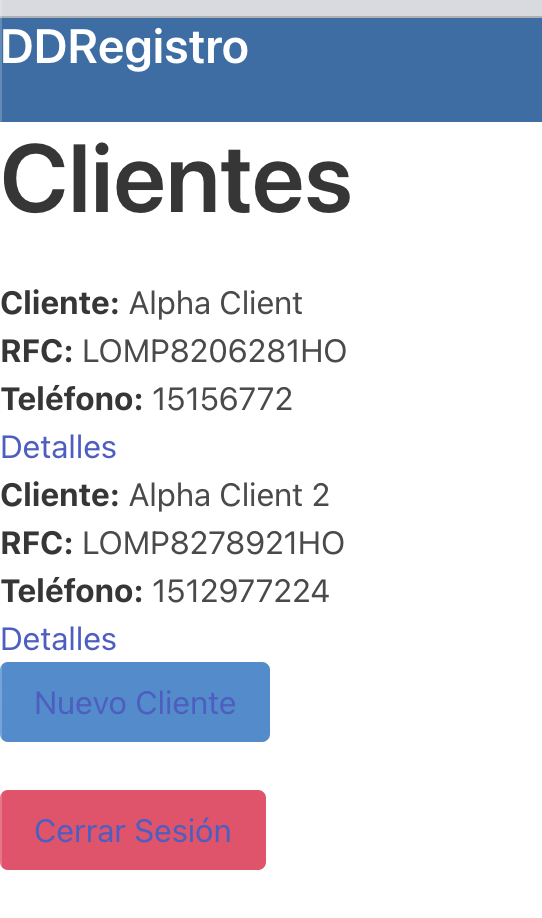 DDRegistro
Clientes
Cliente: Alpha Client
RFC: LOMP8206281HO
Teléfono: 15156772
Detalles
Cliente: Alpha Client 2
RFC: LOMP8278921HO
Teléfono: 1512977224
Detalles
Nuevo Cliente
Cerrar Sesión